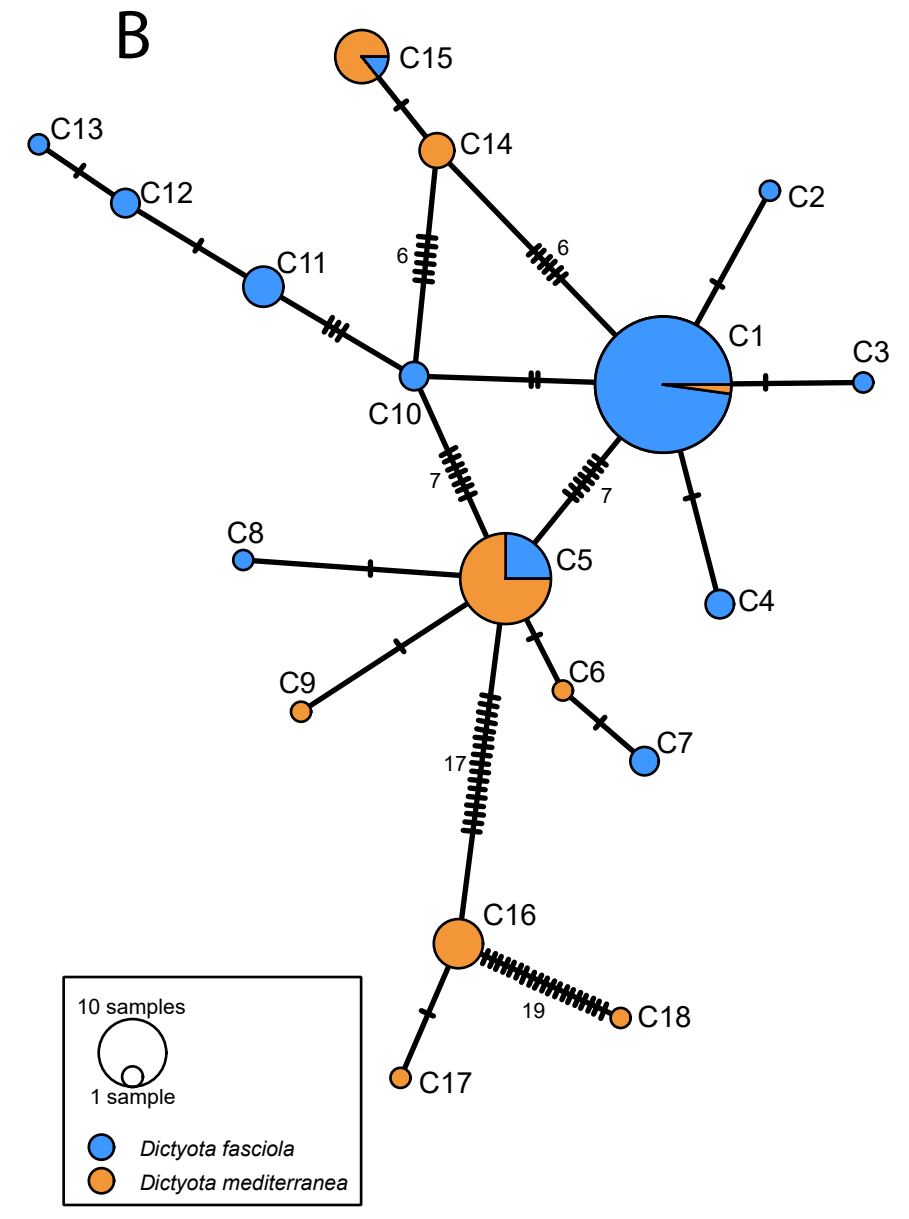 B
C15
C13
C14
C12
C2
6
6
C11
C1
C3
C10
7
7
C8
C5
C4
C6
C9
C7
17
C16
19
C18
C17
10 samples
1 sample
Dictyota fasciola
Dictyota mediterranea